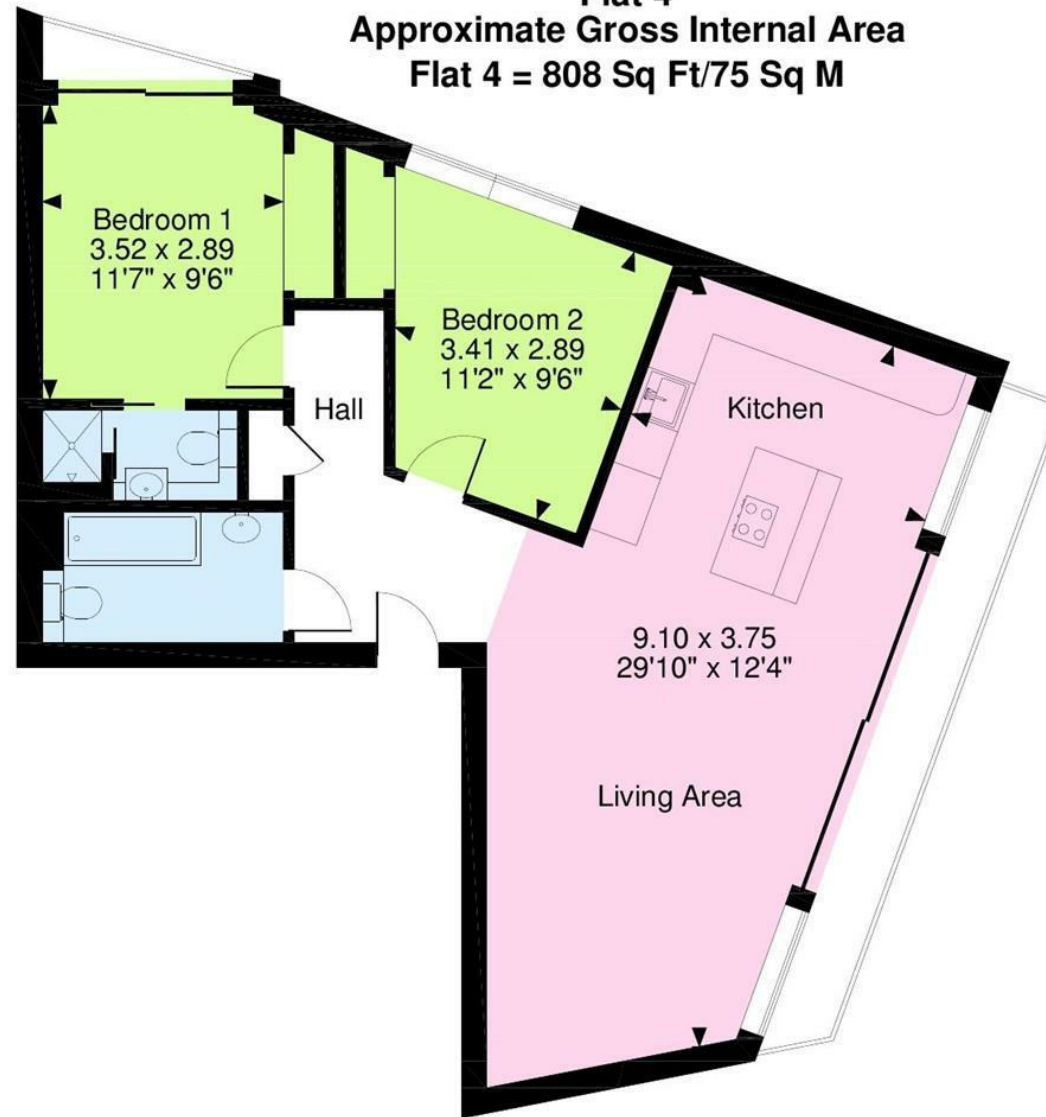 Flat 4
Approximate Gross Internal Area
Flat 4 = 808 Sq Ft/75 Sq M
Bedroom 1
3.52 x 2.89
11'7" x 9'6"
Bedroom 2
3.41 x 2.89
11'2" x 9'6"
Hall
Kitchen
9.10 x 3.75
29'10" x 12'4"
Living Area